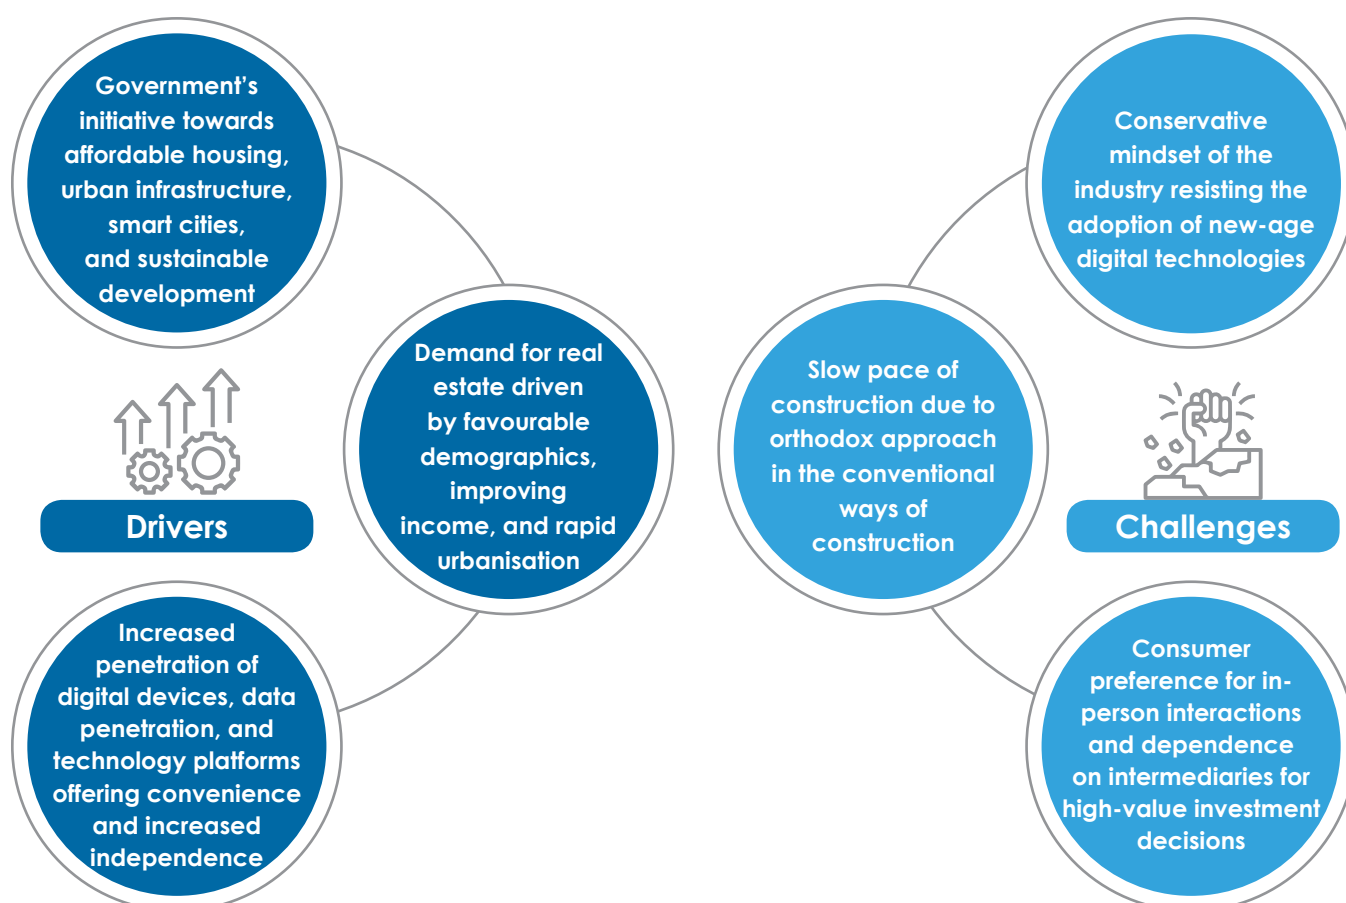 Government's
initiative towards
affordable housing,
urban infrastructure,
smart cities,
and sustainable
development
Demand for real
estate driven
by favourable
demographics,
improving
income, and rapid
urbanisation
Drivers
Increased
penetration of
digital devices, data
penetration, and
technology platforms
offering convenience
and increased
independence
Conservative
mindset of the
industry resisting the
adoption of new-age
digital technologies
Slow pace of
construction due to
orthodox approach
in the conventional
ways of
construction
Challenges
Consumer
preference for in-
person interactions
and dependence
on intermediaries for
high-value investment
decisions